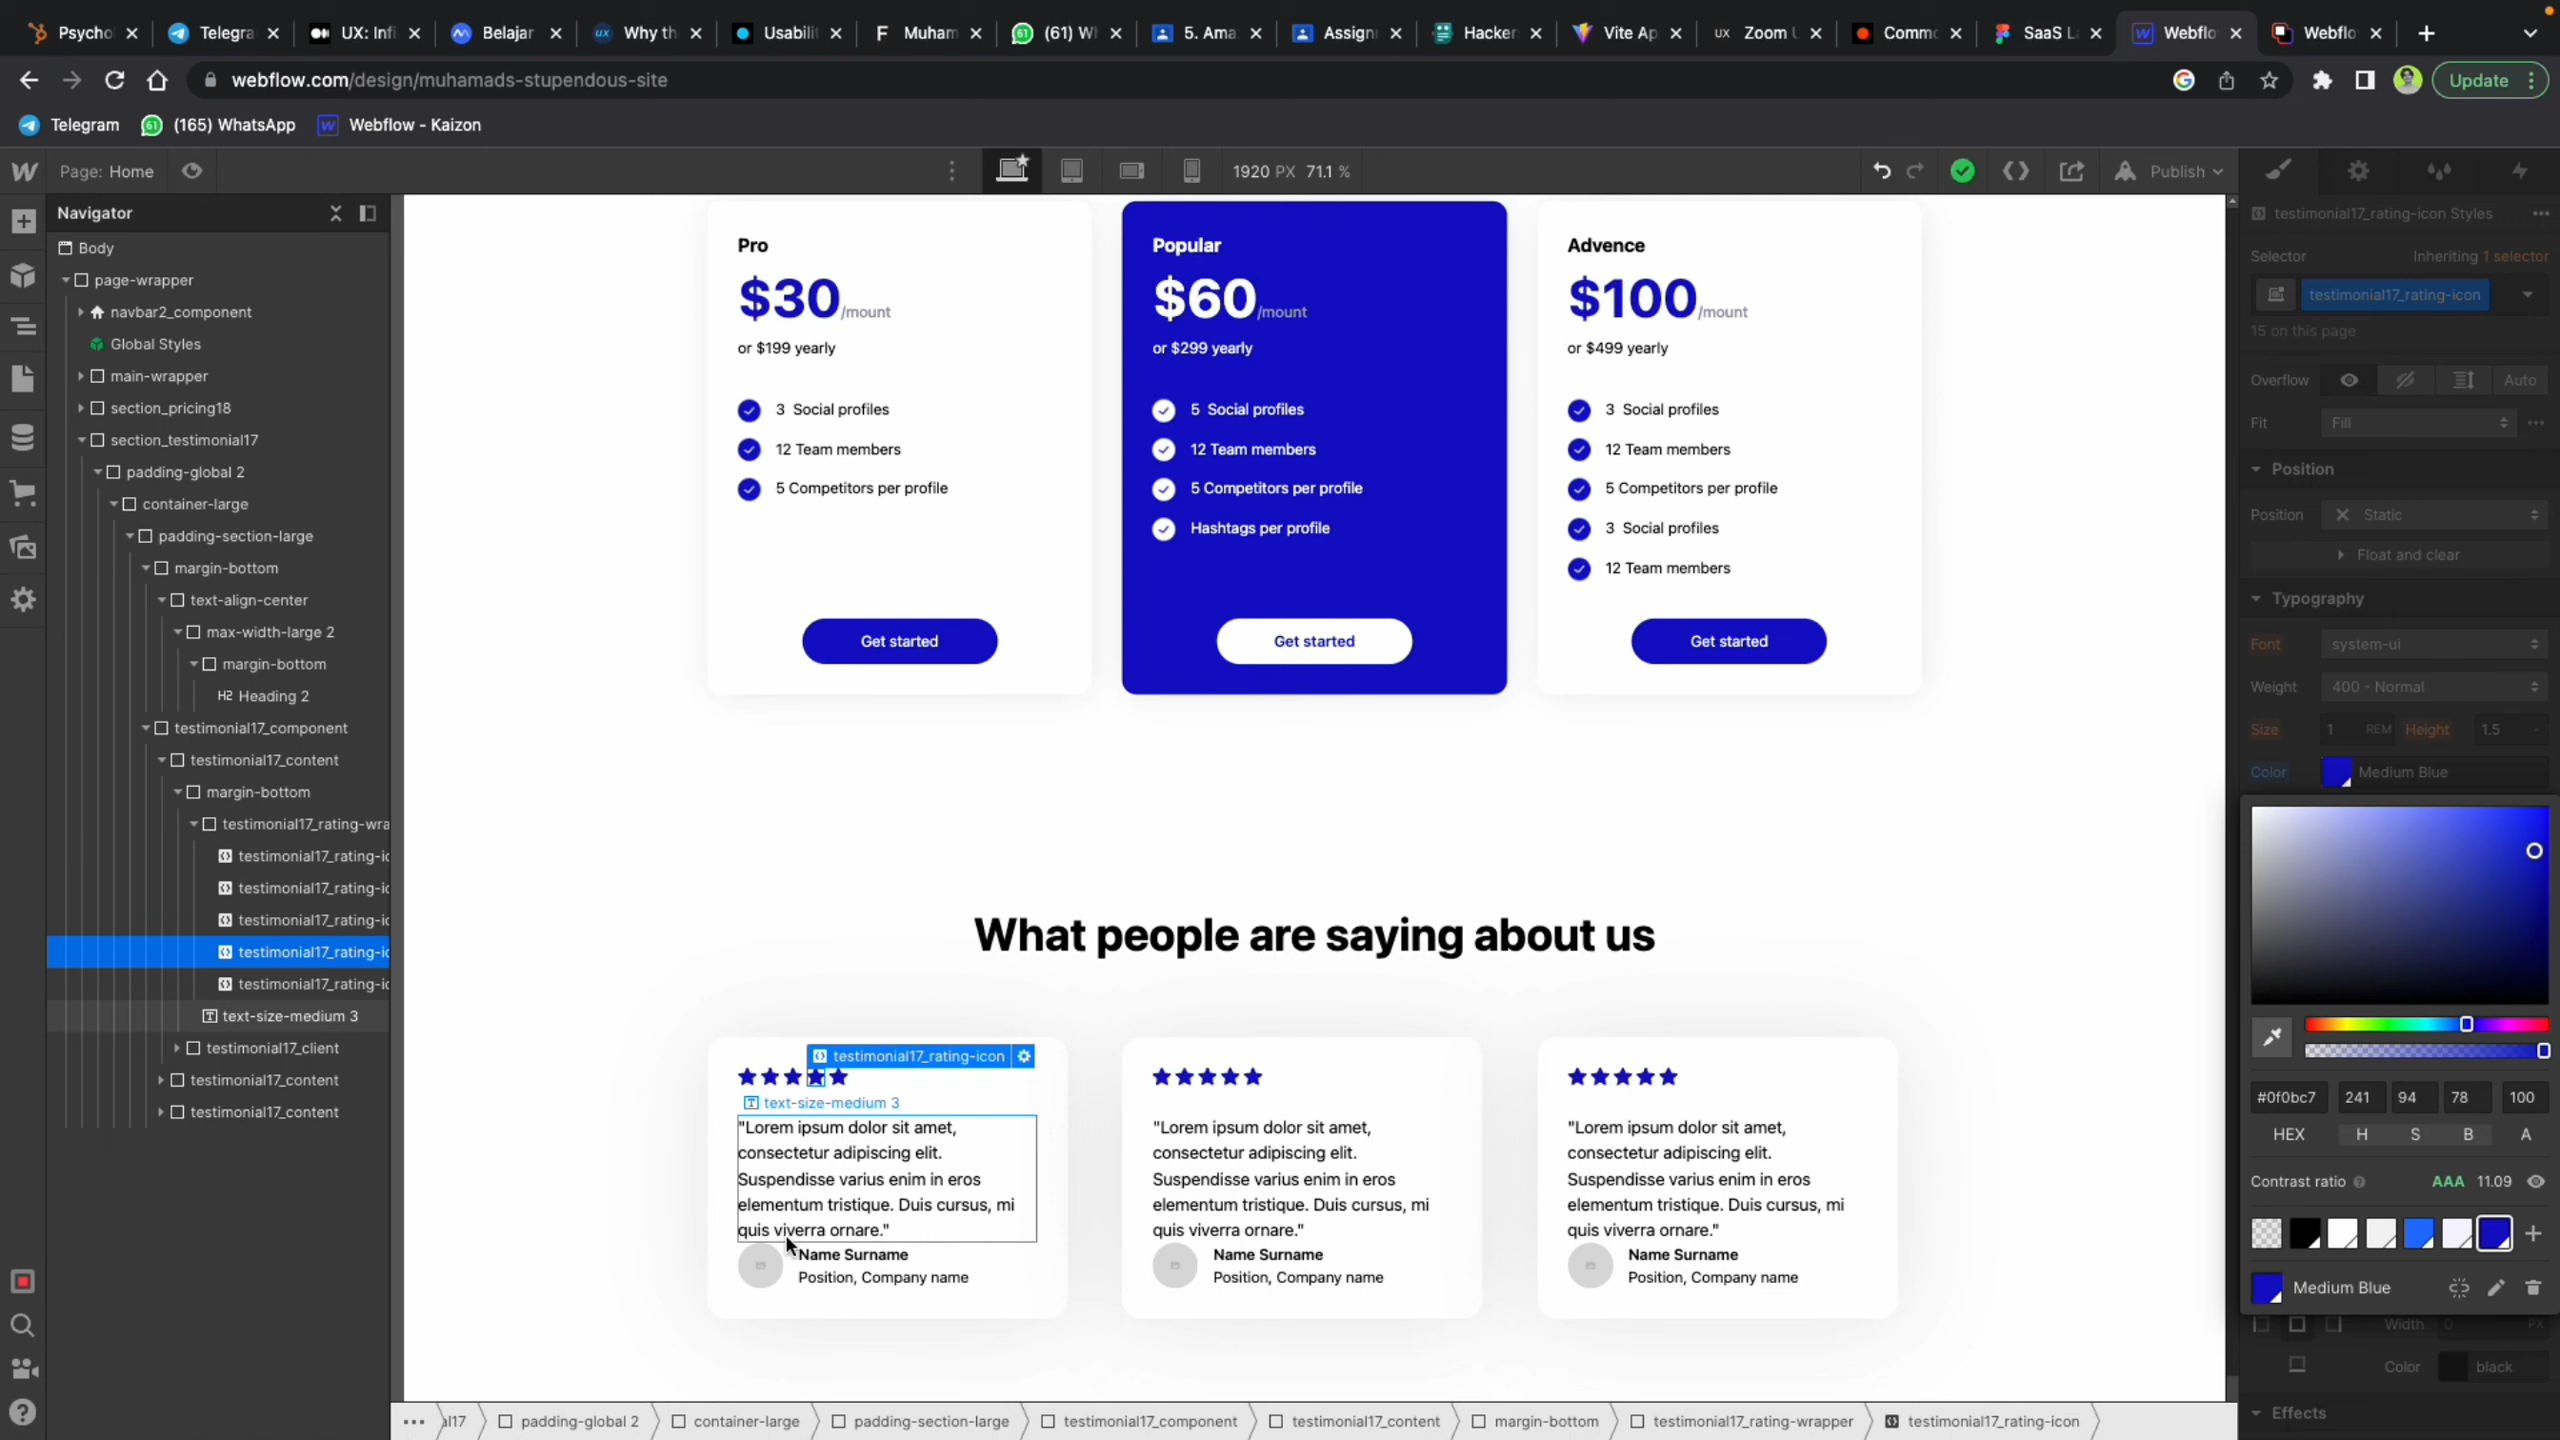 Psycho
Telegra
UX: Infi
Belajar
Why th
Usabili
Muham
(61) W
5. Ama
Assign
Hacker
Vite Ap
Zoom
Commo
SaaS L
Webflo
Webflo
webflow.com/design/muhamads-stupendous-site
Update
Telegram
(165) WhatsApp
Webflow - Kaizon
Page: Home
1920 PX 71.1 %
Publish
Navigator
Body
page-wrapper
navbar2_component
Global Styles
main-wrapper
section_pricing18
section_testimonial17
padding-global 2
container-large
padding-section-large
margin-bottom
text-align-center
max-width-large 2
margin-bottom
H2 Heading 2
testimonial17_component
testimonial17_content
margin-bottom
testimonial17_rating-wra
testimonial17_rating-ic
testimonial17_rating-ic
testimonial17_rating-ic
testimonial17_rating-ic
testimonial17_rating-ic
text-size-medium 3
testimonial17_client
testimonial17_content
testimonial17_content
Pro
$30/mount
or $199 yearly
3 Social profiles
12 Team members
5 Competitors per profile
Get started
Popular
$60/mount
or $299 yearly
5 Social profiles
12 Team members
5 Competitors per profile
Hashtags per profile
Get started
Advence
$100/mount
or $499 yearly
3 Social profiles
12 Team members
5 Competitors per profile
3 Social profiles
12 Team members
Get started
What people are saying about us
testimonial17_rating-icon
text-size-medium 3
"Lorem ipsum dolor sit amet,
consectetur adipiscing elit.
Suspendisse varius enim in eros
elementum tristique. Duis cursus, mi
quis viverra ornare."
Name Surname
Position, Company name
"Lorem ipsum dolor sit amet,
consectetur adipiscing elit.
Suspendisse varius enim in eros
elementum tristique. Duis cursus, mi
quis viverra ornare."
Name Surname
Position, Company name
"Lorem ipsum dolor sit amet,
consectetur adipiscing elit.
Suspendisse varius enim in eros
elementum tristique. Duis cursus, mi
quis viverra ornare."
Name Surname
Position, Company name
testimonial17_rating-icon Styles
Selector Inheriting 1 selector
testimonial17_rating-icon
15 on this page
Overflow Auto
Fit Fill
Position
Position Static
Float and clear
Typography
Font system-ui
Weight 400 - Normal
Size 1 REM Height 1.5 -
Color Medium Blue
#0f0bc7 241 94 78 100
HEX H S B A
Contrast ratio AAA 11.09
Medium Blue
Width 0 PX
Color black
Effects
al17 padding-global 2 container-large padding-section-large testimonial17_component testimonial17_content margin-bottom testimonial17_rating-wrapper testimonial17_rating-icon